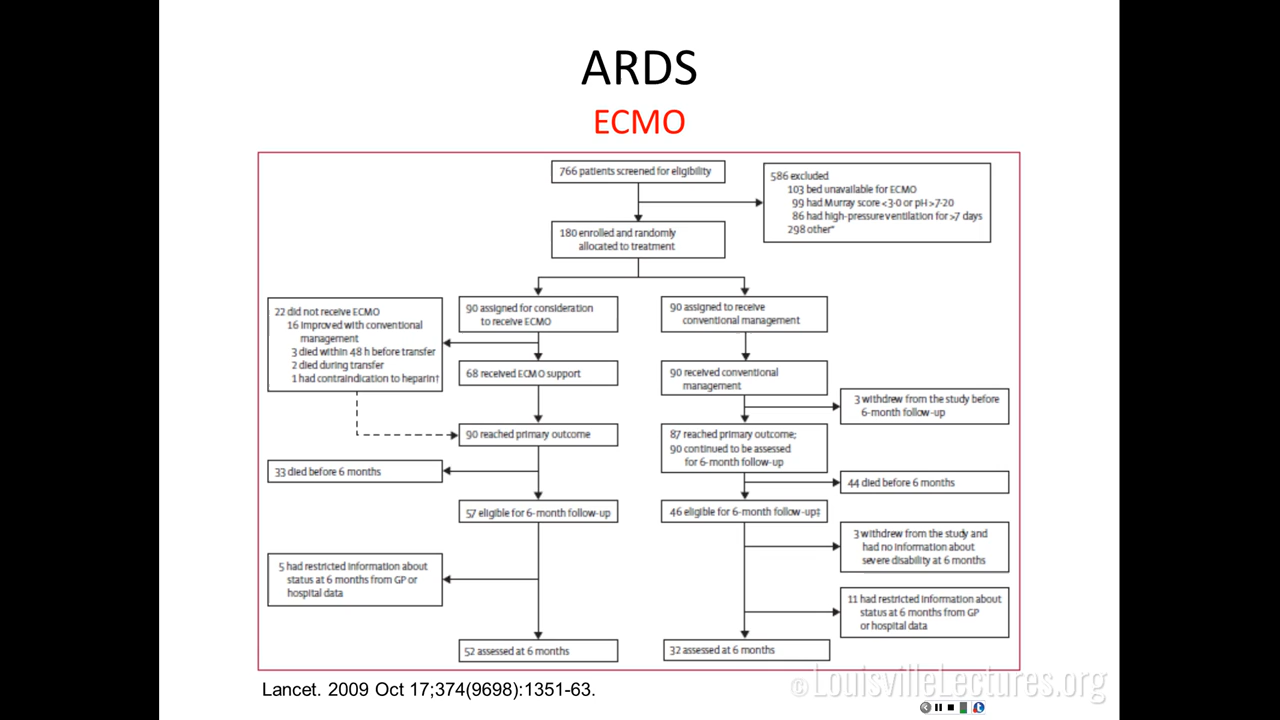 ARDS
ECMO
766 patients screened for eligibility
586 excluded
103 bed unavailable for ECMO
99 had Murray score <3·0 or pH >7·20
86 had high-pressure ventilation for >7 days
298 other*
180 enrolled and randomly
allocated to treatment
22 did not receive ECMO
16 improved with conventional
management
3 died within 48 h before transfer
2 died during transfer
1 had contraindication to heparin†
90 assigned for consideration
to receive ECMO
90 assigned to receive
conventional management
68 received ECMO support
90 received conventional
management
3 withdrew from the study before
6-month follow-up
90 reached primary outcome
87 reached primary outcome;
90 continued to be assessed
for 6-month follow-up
33 died before 6 months
44 died before 6 months
57 eligible for 6-month follow-up
46 eligible for 6-month follow-up‡
3 withdrew from the study and
had no information about
severe disability at 6 months
5 had restricted information about
status at 6 months from GP or
hospital data
11 had restricted information about
status at 6 months from GP
or hospital data
52 assessed at 6 months
32 assessed at 6 months
Lancet. 2009 Oct 17;374(9698):1351-63.
©LouisvilleLectures.org